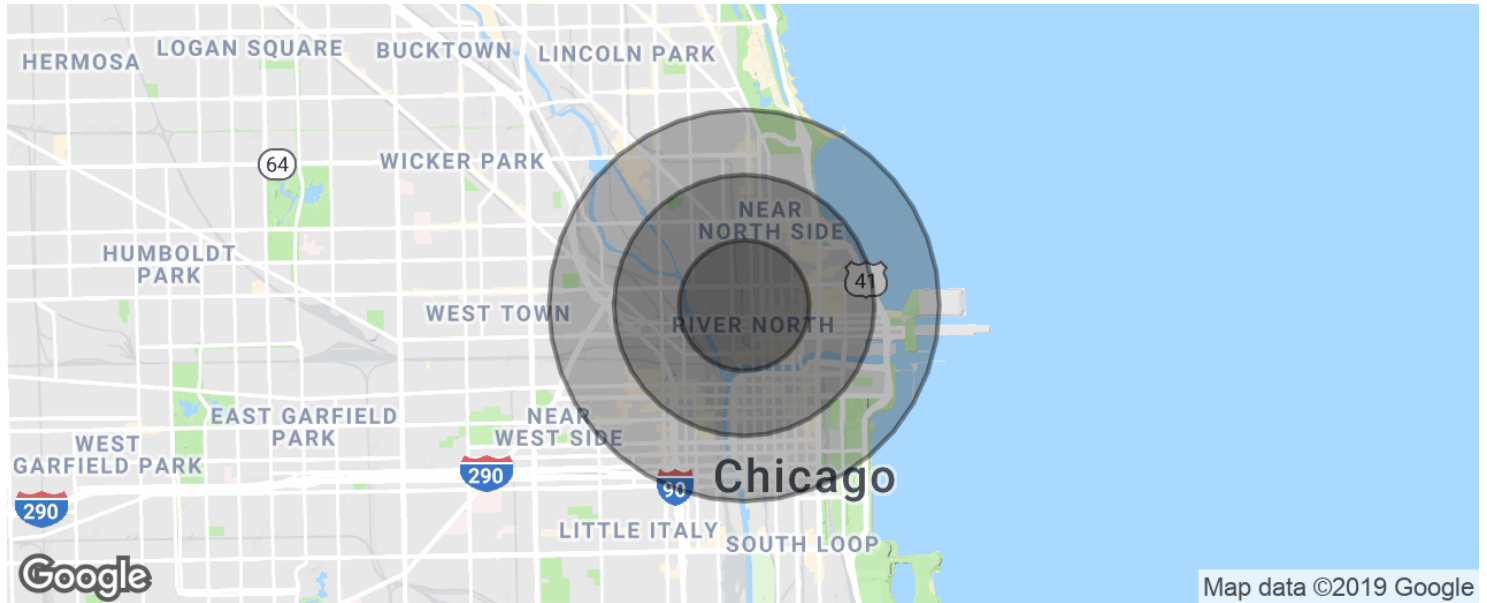 HERMOSA
LOGAN SQUARE
BUCKTOWN
LINCOLN PARK
64
WICKER PARK
NEAR
NORTH SIDE
HUMBOLDT
PARK
41
WEST TOWN
RIVER NORTH
EAST GARFIELD
PARK
NEAR
WEST SIDE
WEST
GARFIELD PARK
290
90
Chicago
290
LITTLE ITALY
SOUTH LOOP
Google
Map data ©2019 Google